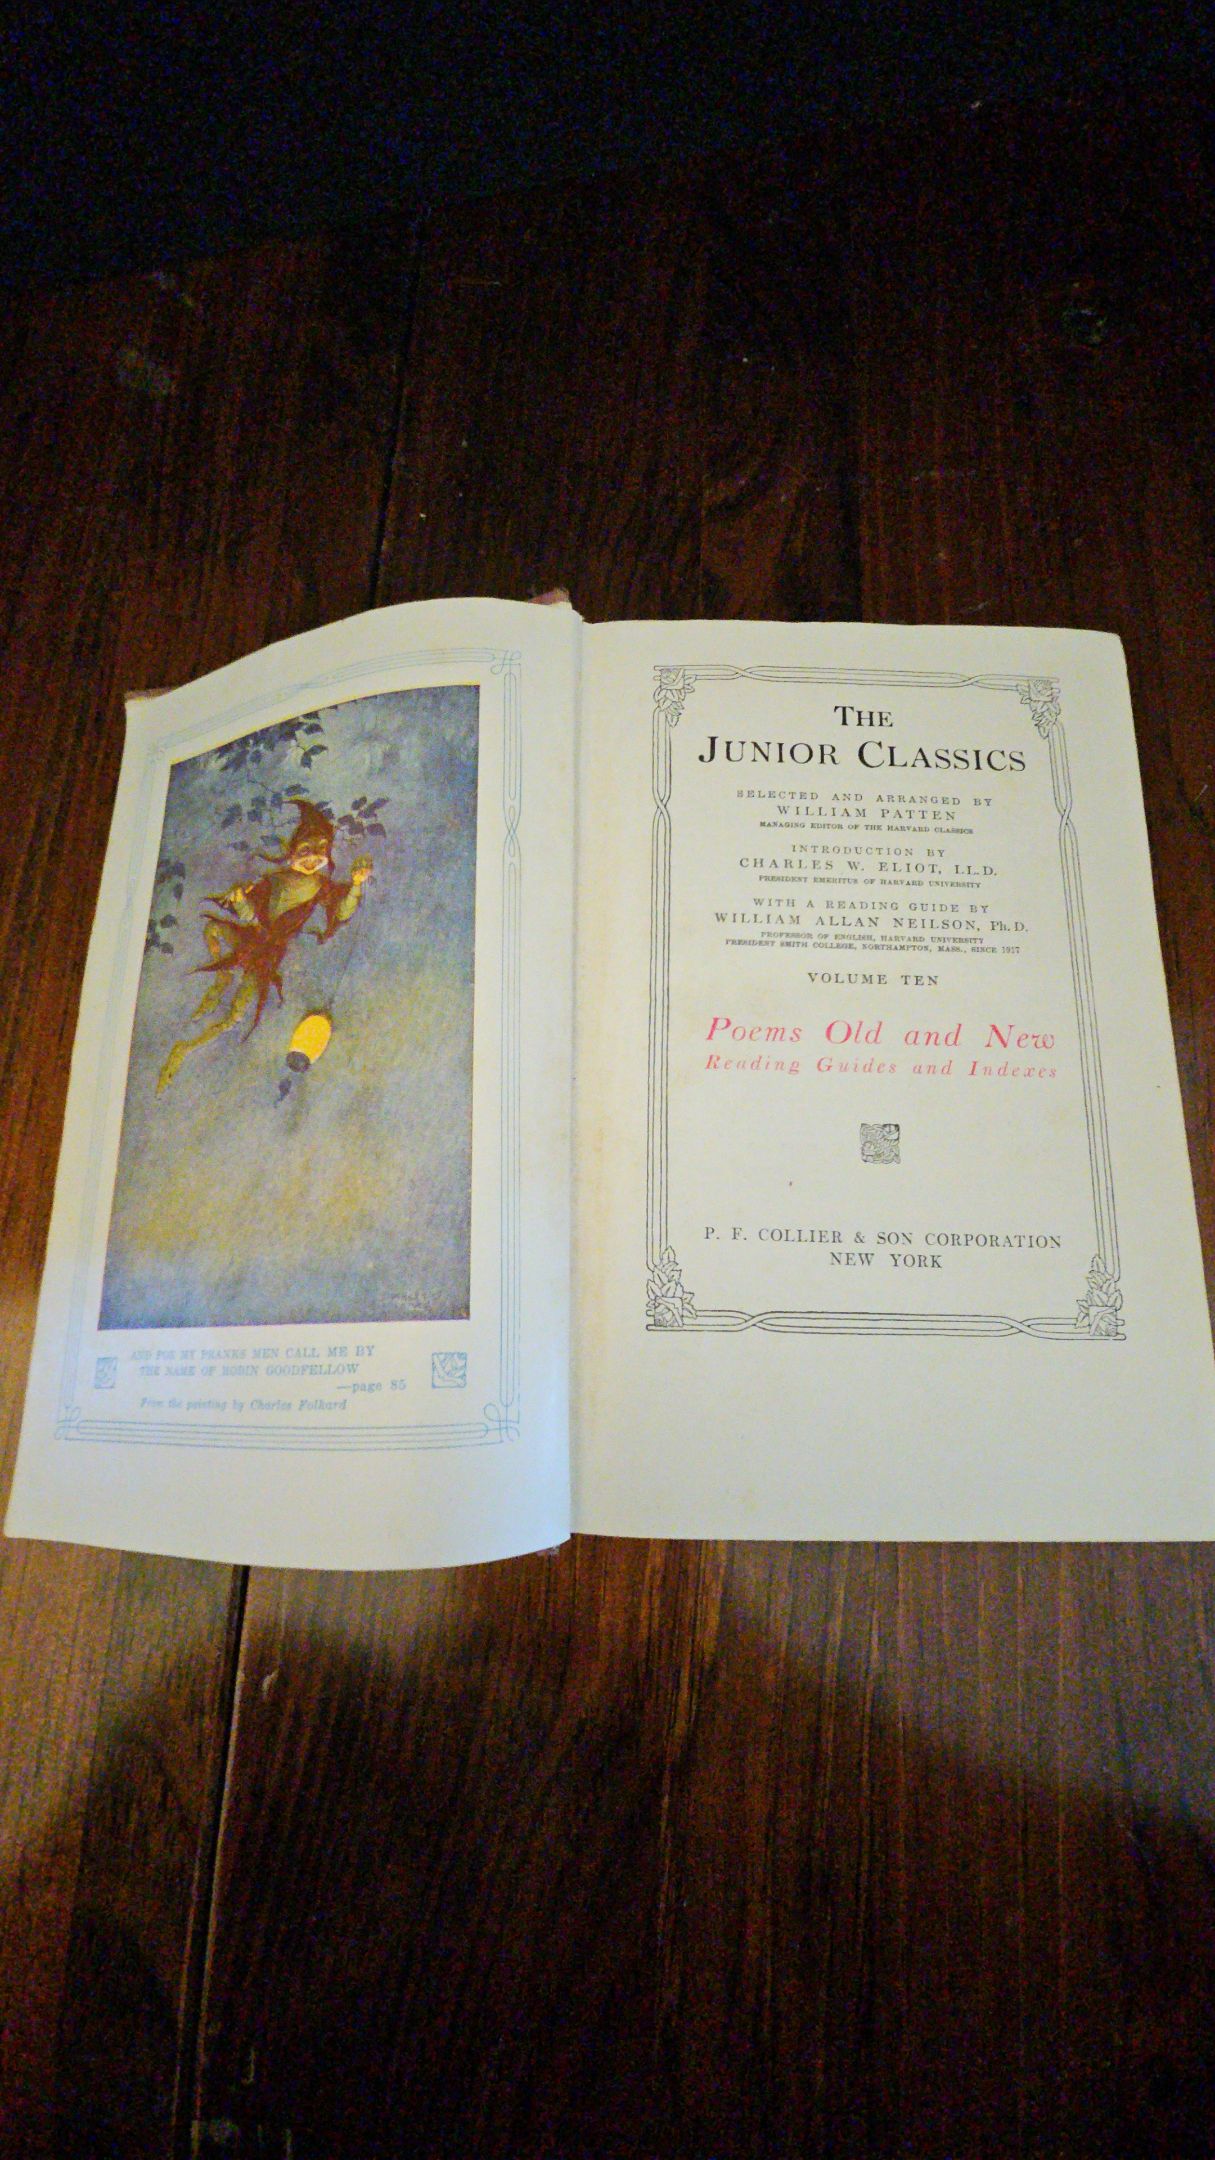 AND FOR MY PRANKS MEN CALL ME BY
THE NAME OF ROBIN GOODFELLOW
—page 85
From the painting by Charles Folkard
THE
JUNIOR CLASSICS
SELECTED AND ARRANGED BY
WILLIAM PATTEN
MANAGING EDITOR OF THE HARVARD CLASSICS
INTRODUCTION BY
CHARLES W. ELIOT, LL.D.
PRESIDENT EMERITUS OF HARVARD UNIVERSITY
WITH A READING GUIDE BY
WILLIAM ALLAN NEILSON, Ph.D.
PROFESSOR OF ENGLISH, HARVARD UNIVERSITY
PRESIDENT SMITH COLLEGE, NORTHAMPTON, MASS., SINCE 1917
VOLUME TEN
Poems Old and New
Reading Guides and Indexes
P. F. COLLIER & SON CORPORATION
NEW YORK